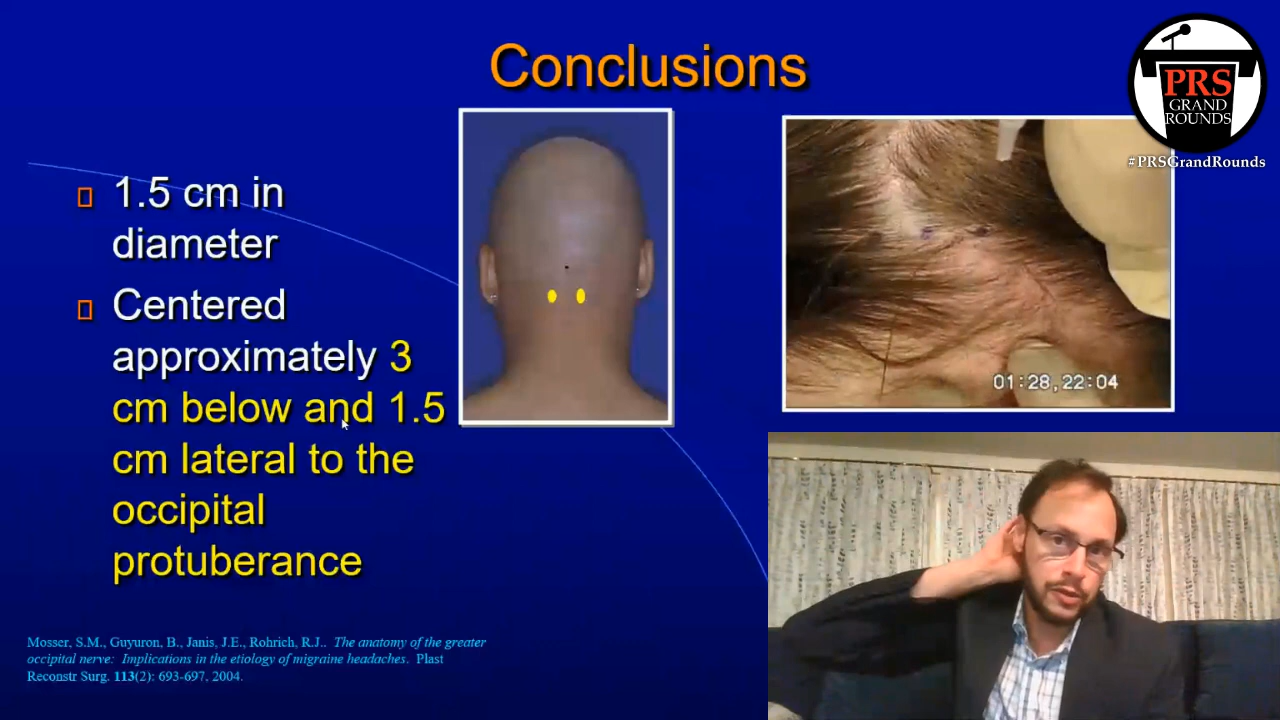 Conclusions
PRS
GRAND
ROUNDS
#PRSGrandRounds
1.5 cm in
diameter
Centered
approximately 3
cm below and 1.5
cm lateral to the
occipital
protuberance
01:28,22:04
Mosser, S.M., Guyuron, B., Janis, J.E., Rohrich, R.J.. The anatomy of the greater
occipital nerve: Implications in the etiology of migraine headaches. Plast
Reconstr Surg. 113(2): 693-697, 2004.